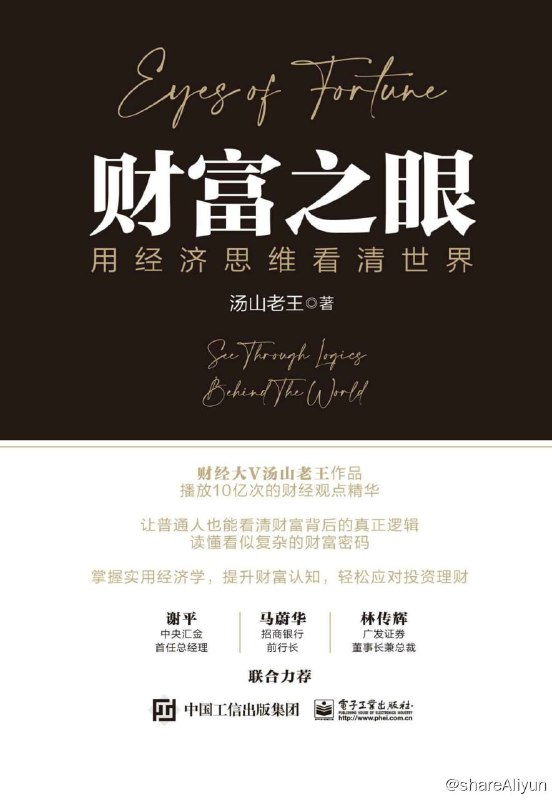 Eyes of Fortune
财富之眼
用经济思维看清世界
汤山老王◎著
See Through Logics
Behind The World
财经大V汤山老王作品
播放10亿次的财经观点精华
让普通人也能看清财富背后的真正逻辑
读懂看似复杂的财富密码
掌握实用经济学，提升财富认知，轻松应对投资理财
谢平
中央汇金
首任总经理
马蔚华
招商银行
前行长
林传辉
广发证券
董事长兼总裁
联合力荐
中国工信出版集团
电子工业出版社
PUBLISHING HOUSE OF ELECTRONICS INDUSTRY
http://www.phei.com.cn
@shareAliyun